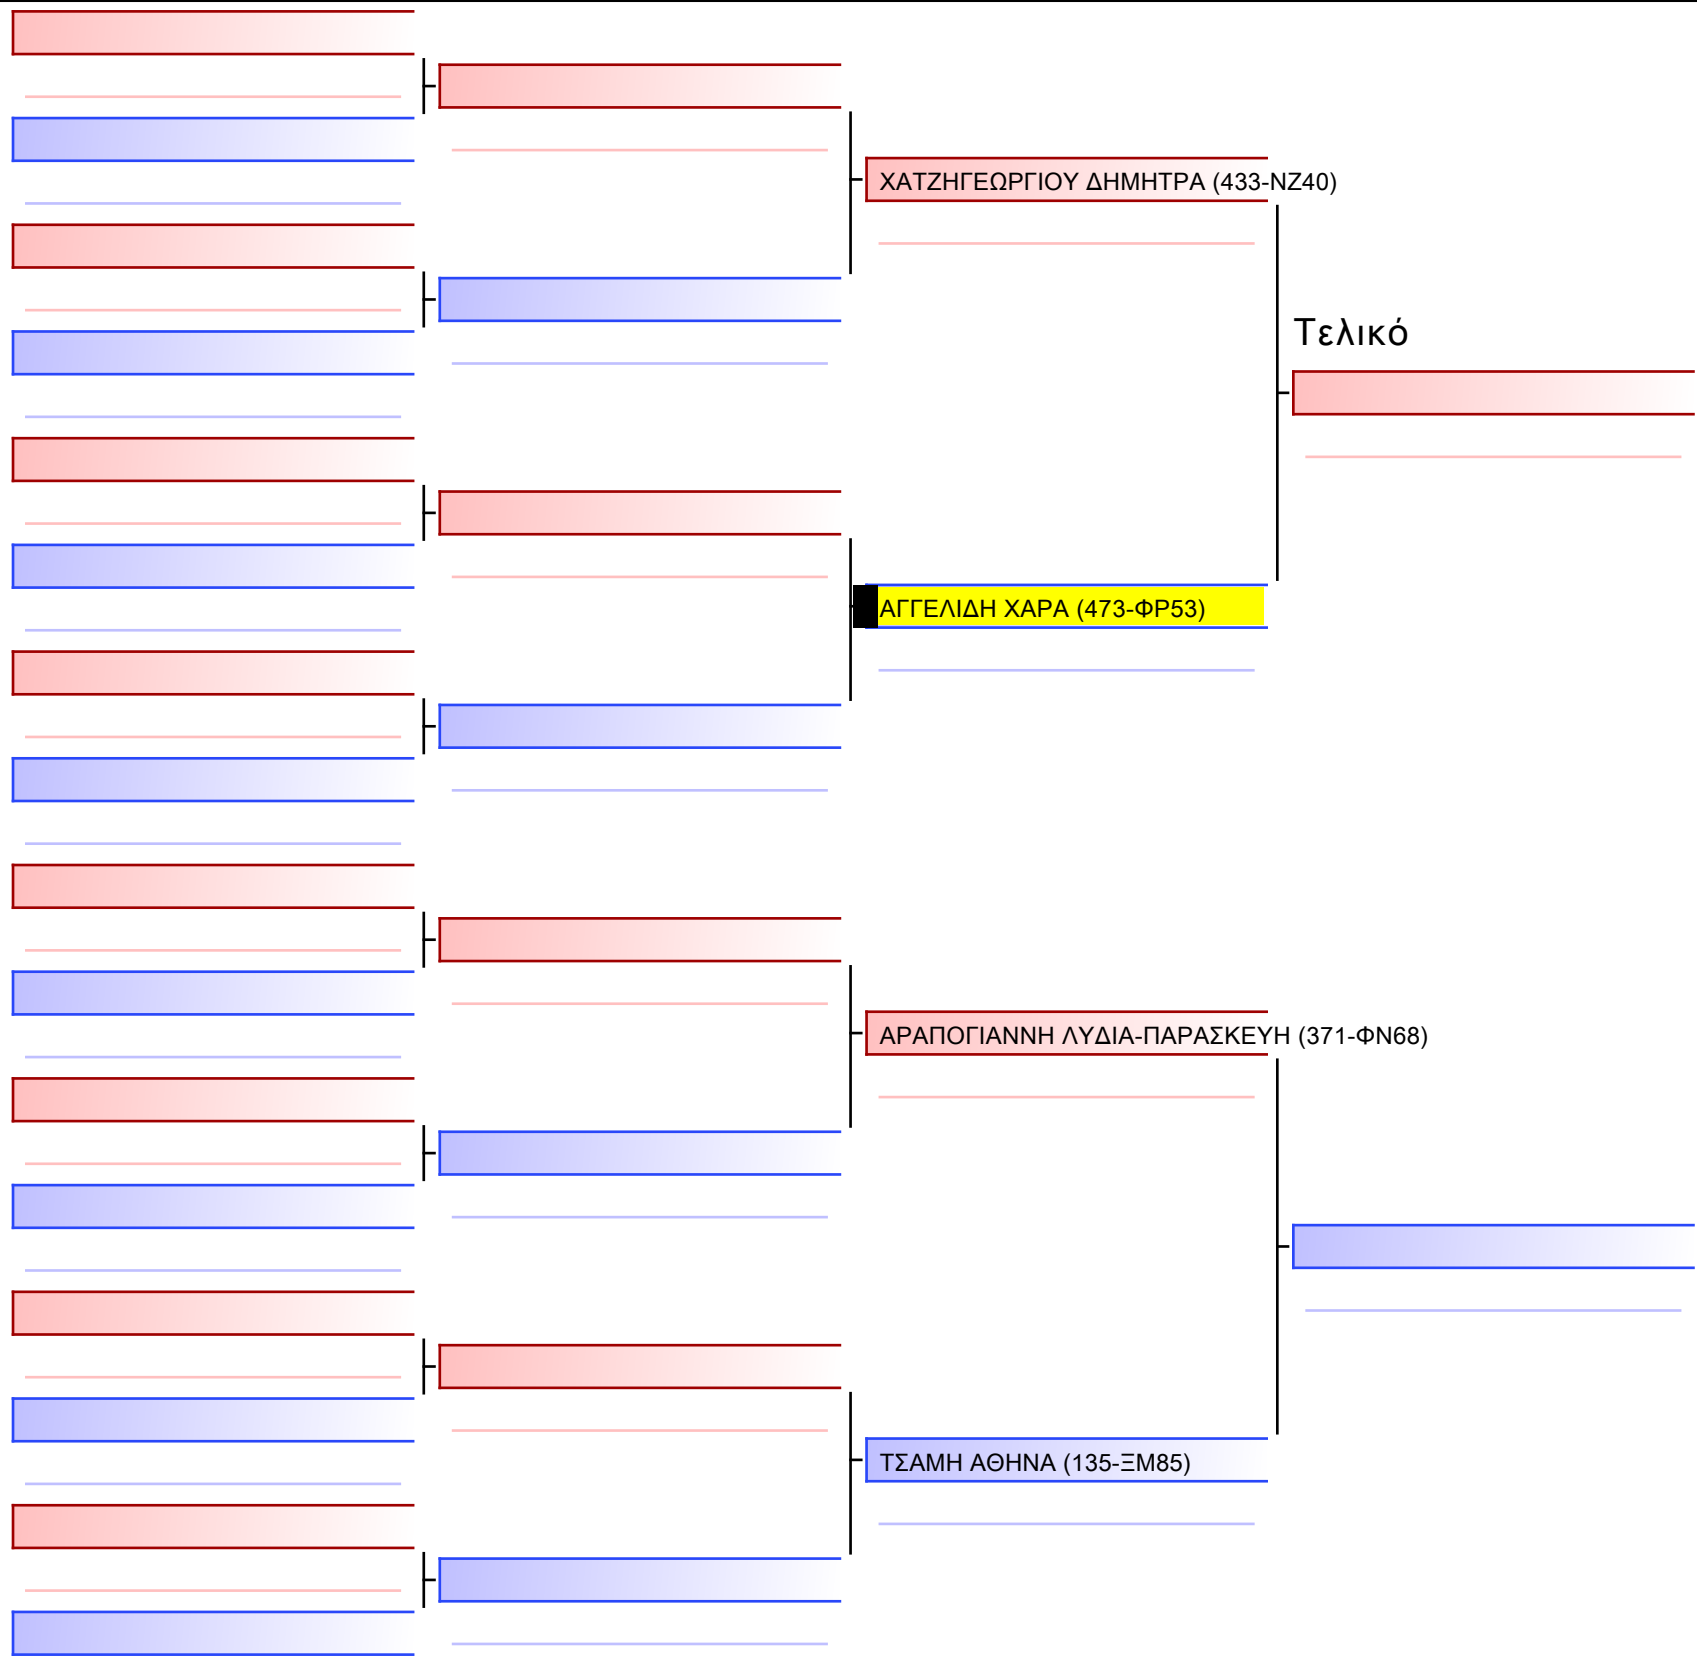 ΧΑΤΖΗΓΕΩΡΓΙΟΥ ΔΗΜΗΤΡΑ (433-ΝΖ40)
Τελικό
ΑΓΓΕΛΙΔΗ ΧΑΡΑ (473-ΦΡ53)
ΑΡΑΠΟΓΙΑΝΝΗ ΛΥΔΙΑ-ΠΑΡΑΣΚΕΥΗ (371-ΦΝ68)
ΤΣΑΜΗ ΑΘΗΝΑ (135-ΞΜ85)